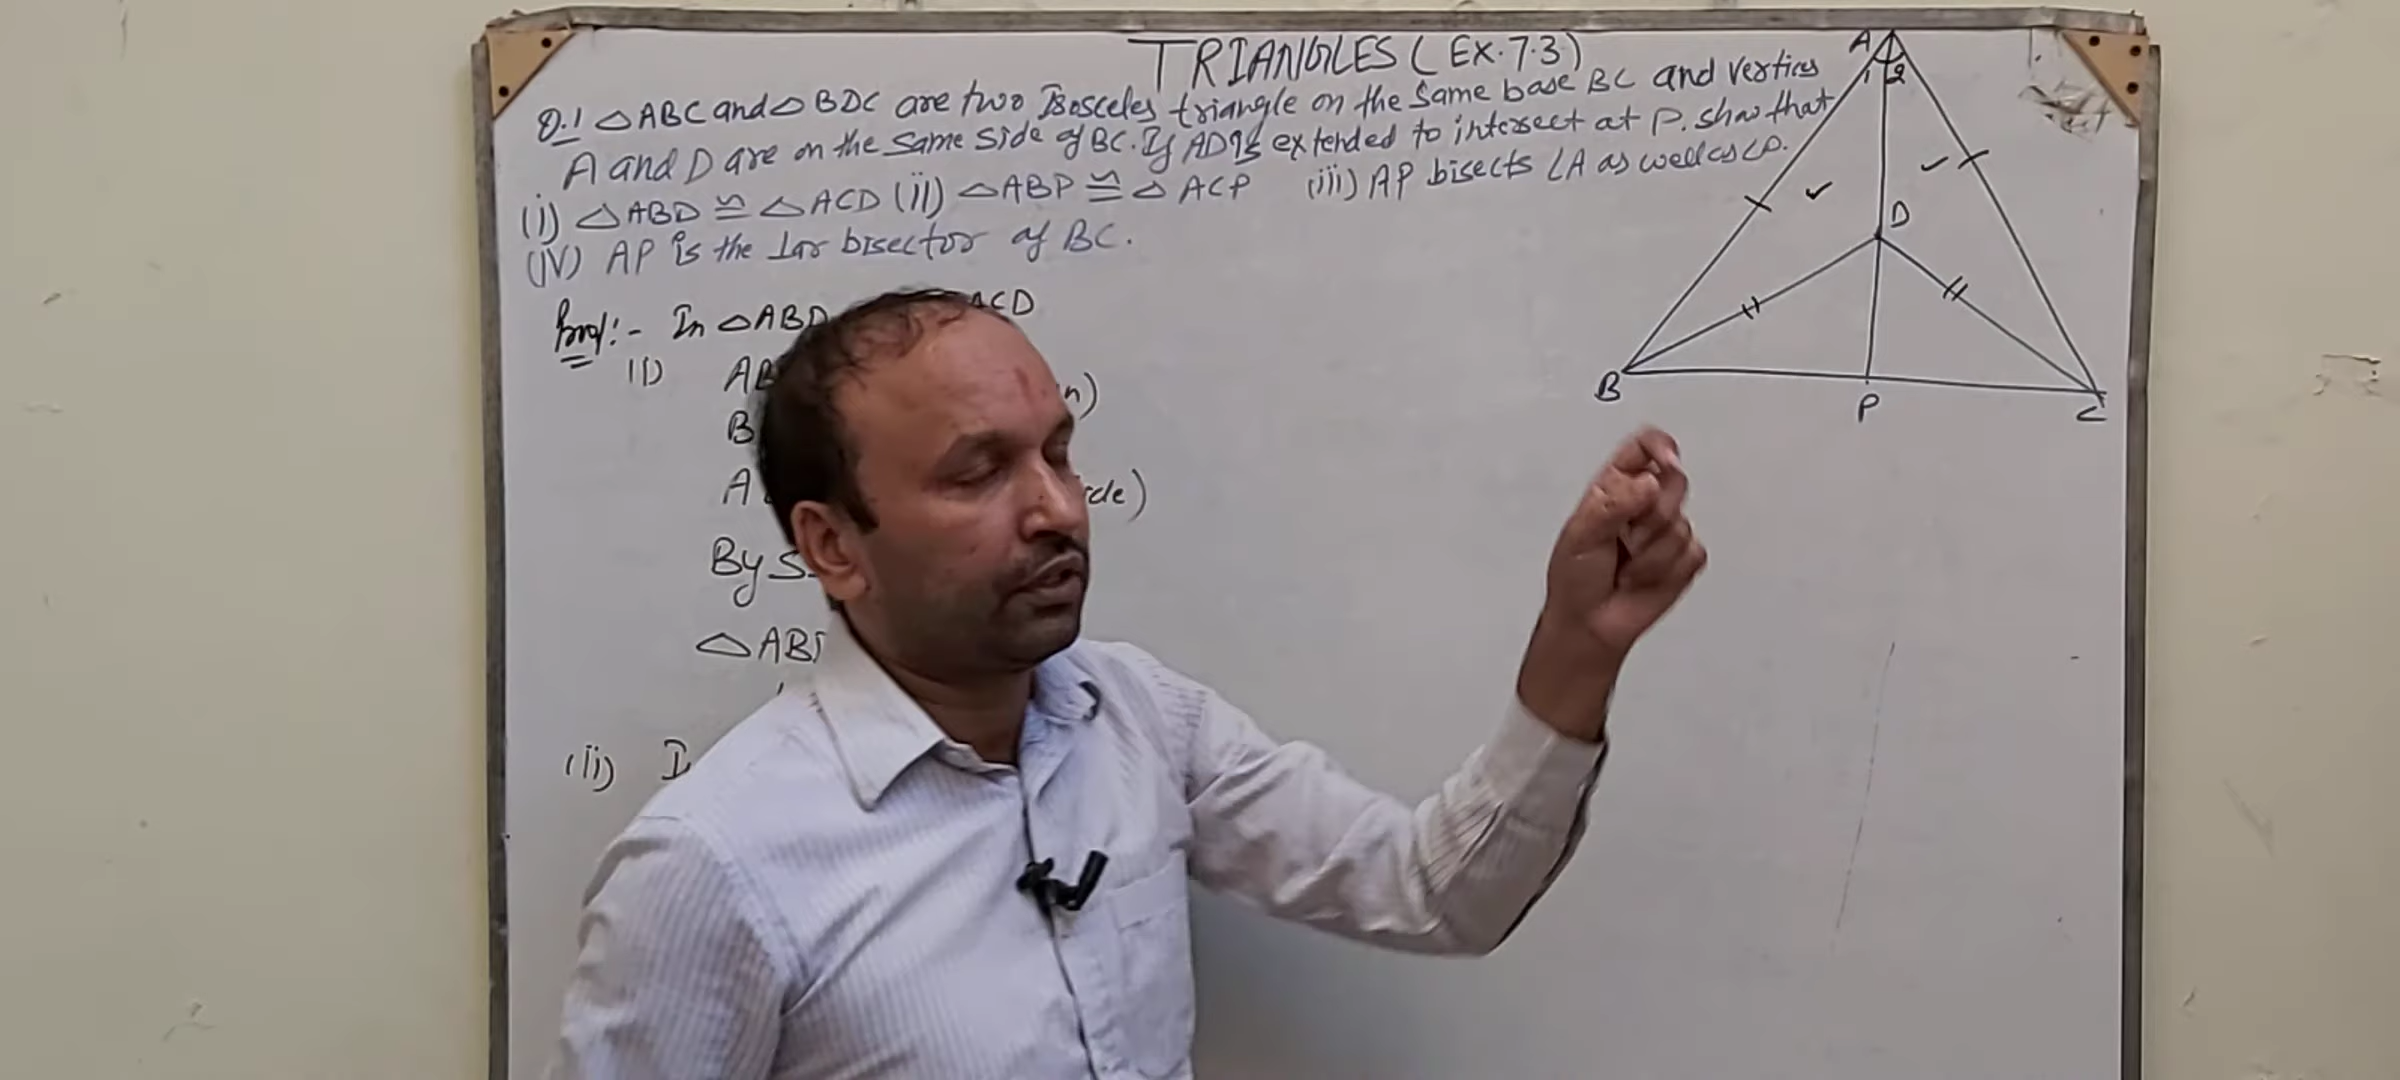 TRIANGLES (EX.7.3)
Q.1 △ABC and △BDC are two Isosceles triangle on the same base BC and vertices
A and D are on the same side of BC. If AD is extended to intersect at P. show that
(i) △ABD ≅ △ACD (ii) △ABP ≅ △ACP (iii) AP bisects ∠A as well as ∠D.
(iv) AP is the ⊥ar bisector of BC.
Proof:- In △ABD ACD
(i) AB n)
B
A
By S
△ABD
(ii) I
A
1 2
D
B
P
C